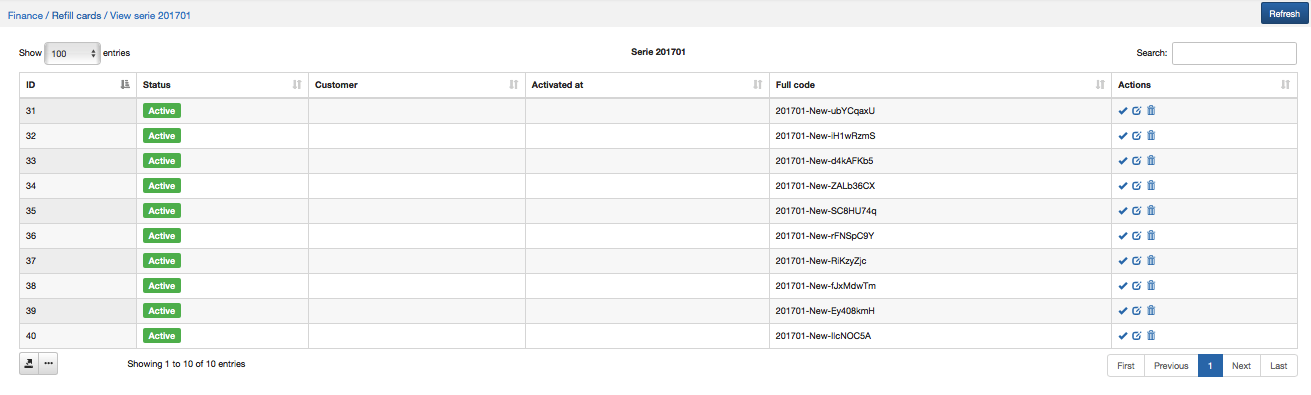 Finance / Refill cards / View serie 201701
Refresh
Show 100 entries
Serie 201701
Search:
ID Status Customer Activated at Full code Actions
31 Active 201701-New-ubYCqaxU
32 Active 201701-New-iH1wRzmS
33 Active 201701-New-d4kAFKb5
34 Active 201701-New-ZALb36CX
35 Active 201701-New-SC8HU74q
36 Active 201701-New-rFNSpC9Y
37 Active 201701-New-RiKzyZjc
38 Active 201701-New-fJxMdwTm
39 Active 201701-New-Ey408kmH
40 Active 201701-New-IlcNOC5A
Showing 1 to 10 of 10 entries
First Previous 1 Next Last